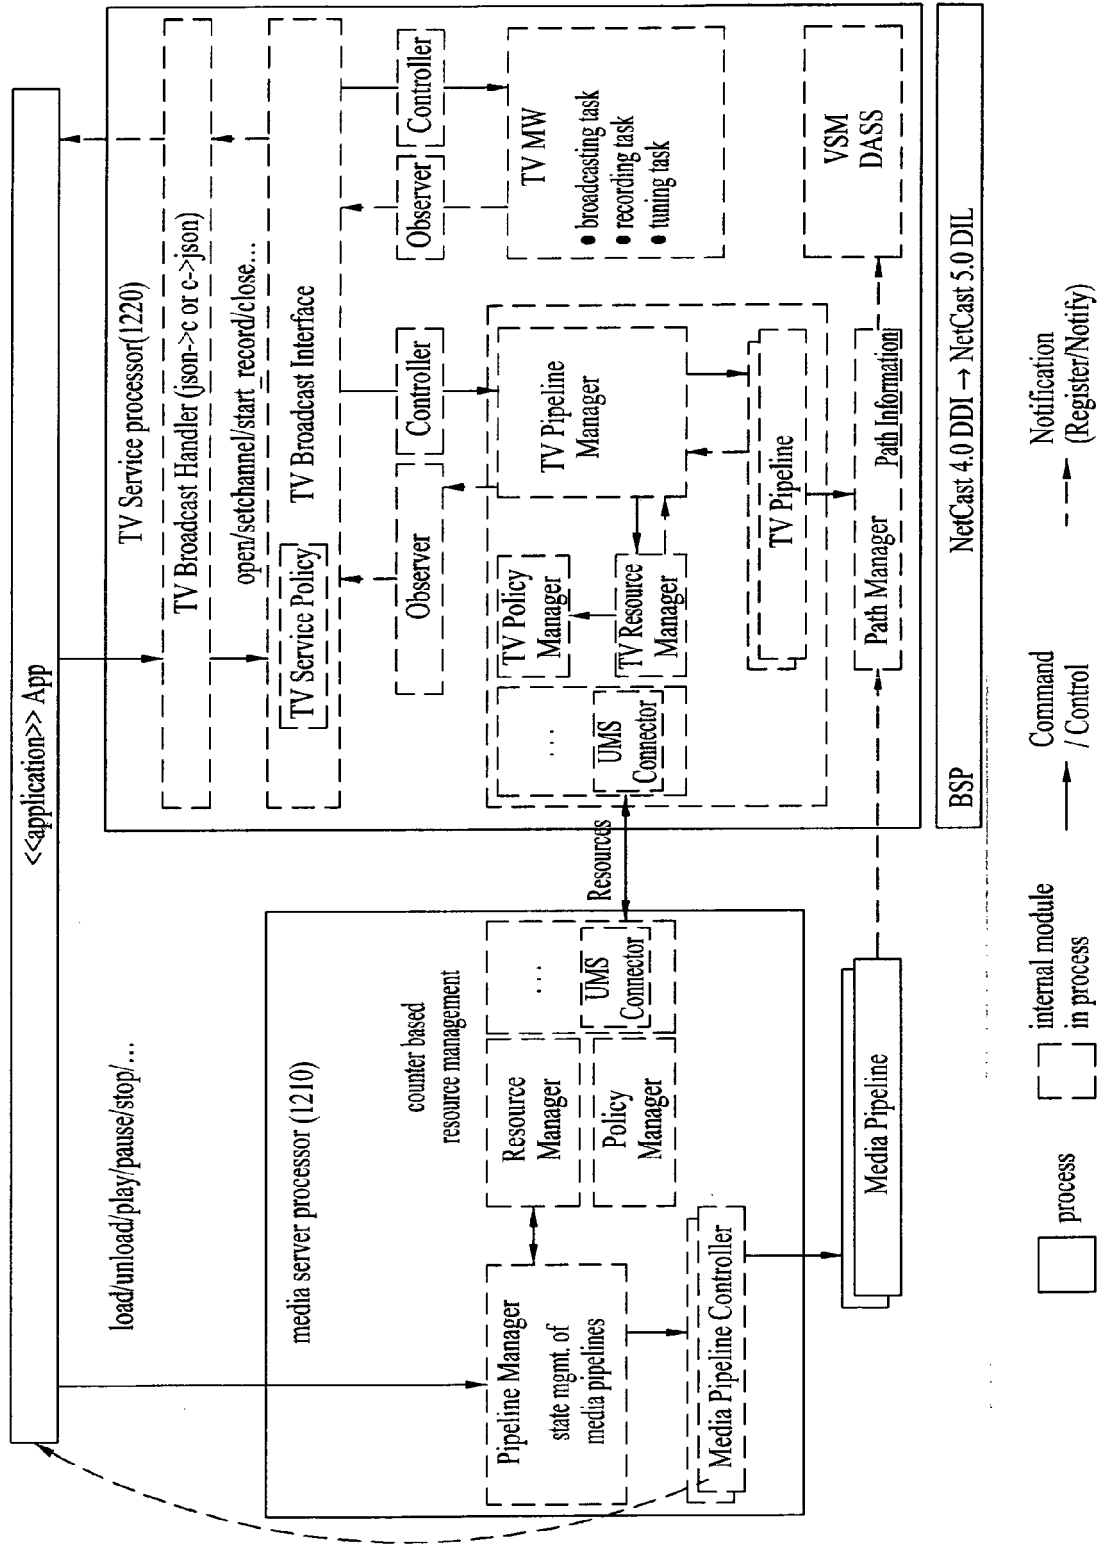 <<application>> App
load/unload/play/pause/stop/...
media server processor (1210)
counter based
resource management
Pipeline Manager
state mgmt. of
media pipelines
Resource
Manager
Policy
Manager
...
UMS
Connector
Media Pipeline Controller
Media Pipeline
Resources
TV Service processor(1220)
TV Broadcast Handler (json->c or c->json)
open/setchannel/start_record/close...
TV Service Policy
TV Broadcast Interface
Observer
Controller
Observer
Controller
...
UMS
Connector
TV Policy
Manager
TV Resource
Manager
TV Pipeline
Manager
TV Pipeline
TV MW
● broadcasting task
● recording task
● tuning task
Path Manager
Path Information
VSM
DASS
BSP
NetCast 4.0 DDI → NetCast 5.0 DIL
process
internal module
in process
Command
/ Control
Notification
(Register/Notify)